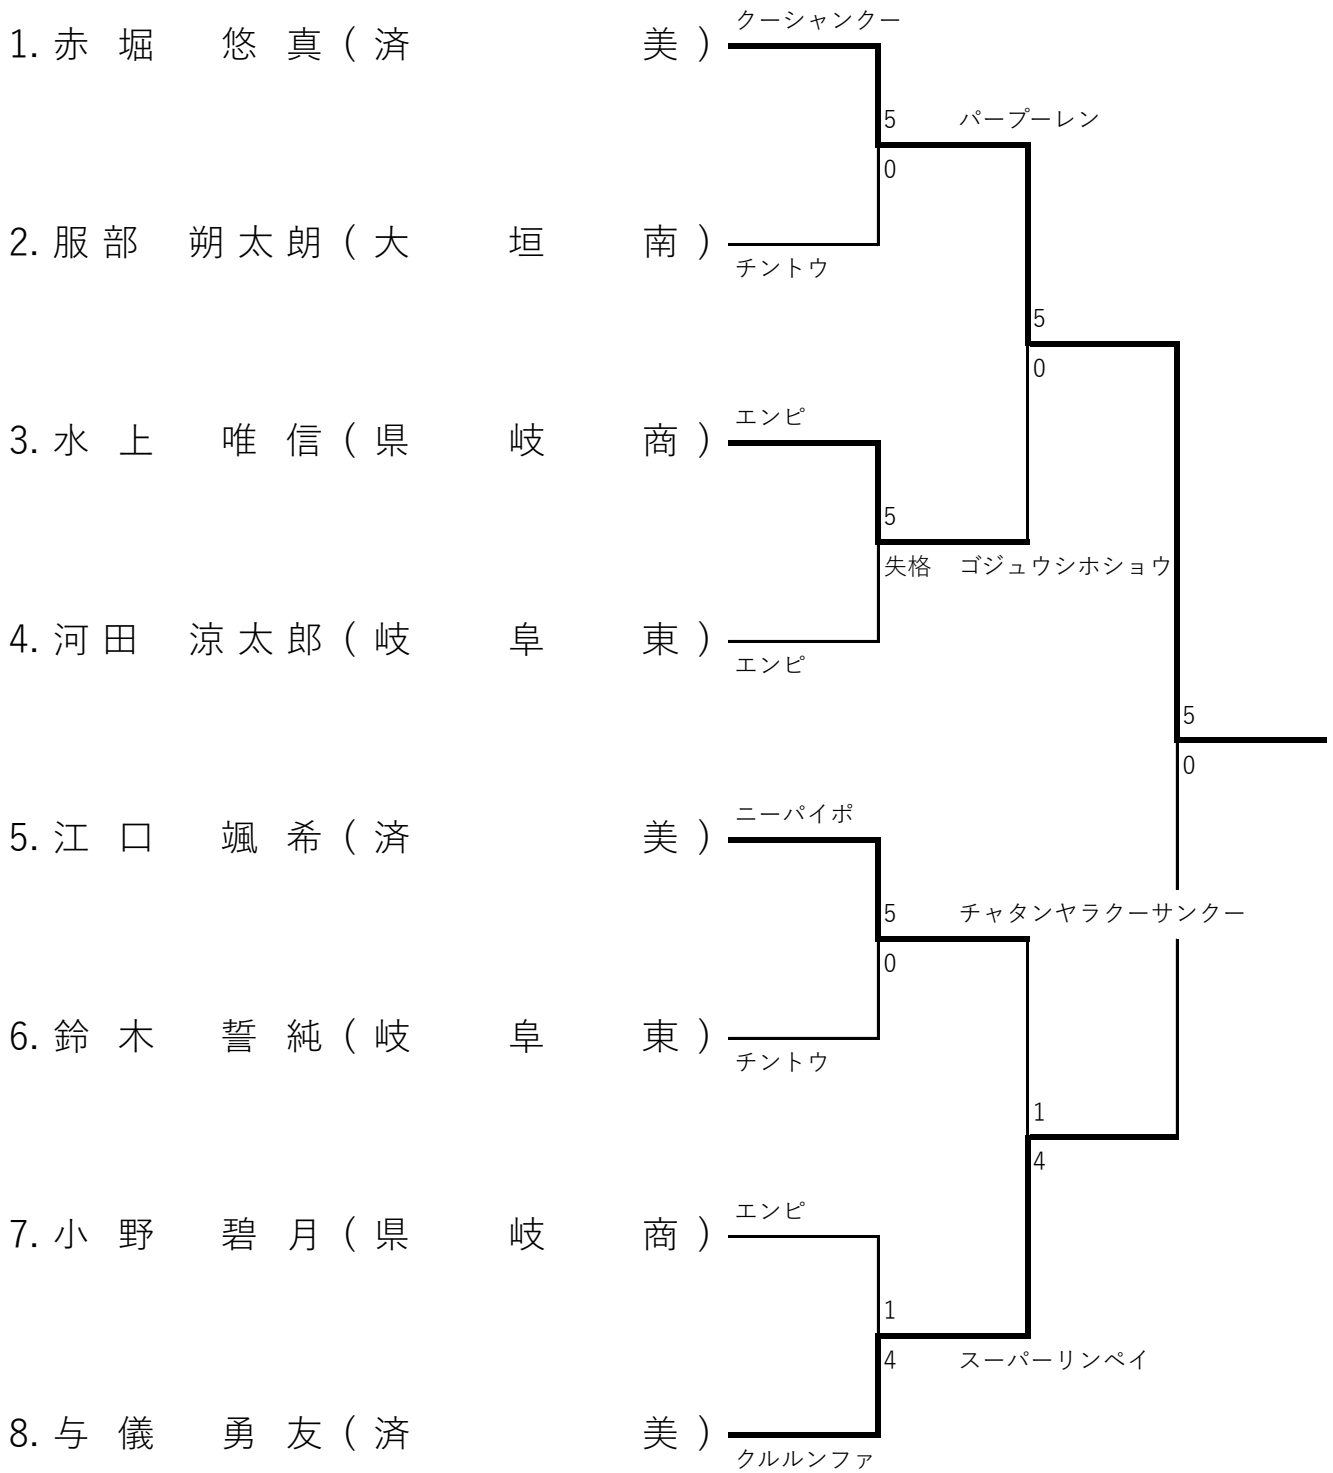 クーシャンクー
1. 赤堀 悠真(済美)
5 パープーレン
0
2. 服部 朔太朗(大垣南)
チントウ
5
0
エンピ
3. 水上 唯信(県岐商)
5
失格 ゴジュウシホショウ
4. 河田 涼太郎(岐阜東)
エンピ
5
0
ニーパイポ
5. 江口 颯希(済美)
5 チャタンヤラクーサンクー
0
6. 鈴木 誓純(岐阜東)
チントウ
1
4
エンピ
7. 小野 碧月(県岐商)
1
4 スーパーリンペイ
8. 与儀 勇友(済美)
クルルンファ